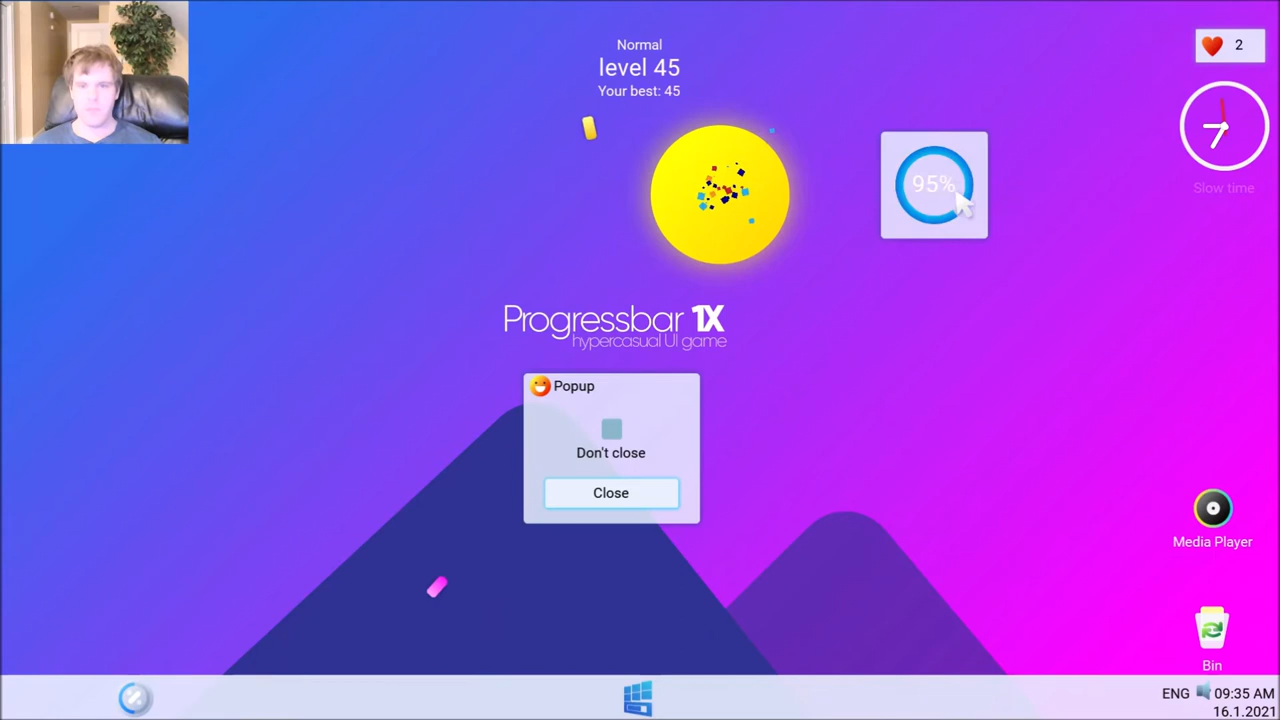 Normal
level 45
Your best: 45
2
95%
Slow time
Progressbar 1X
hypercasual UI game
Popup
Don't close
Close
Media Player
Bin
ENG 09:35 AM
16.1.2021